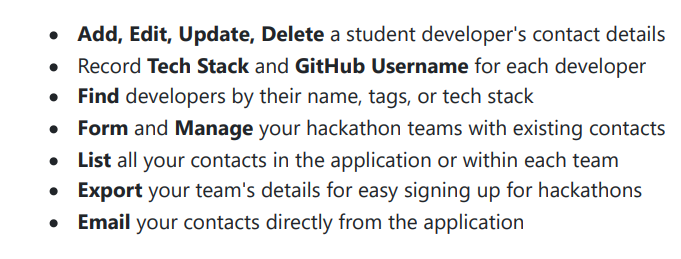 • Add, Edit, Update, Delete a student developer's contact details
• Record Tech Stack and GitHub Username for each developer
• Find developers by their name, tags, or tech stack
• Form and Manage your hackathon teams with existing contacts
• List all your contacts in the application or within each team
• Export your team's details for easy signing up for hackathons
• Email your contacts directly from the application